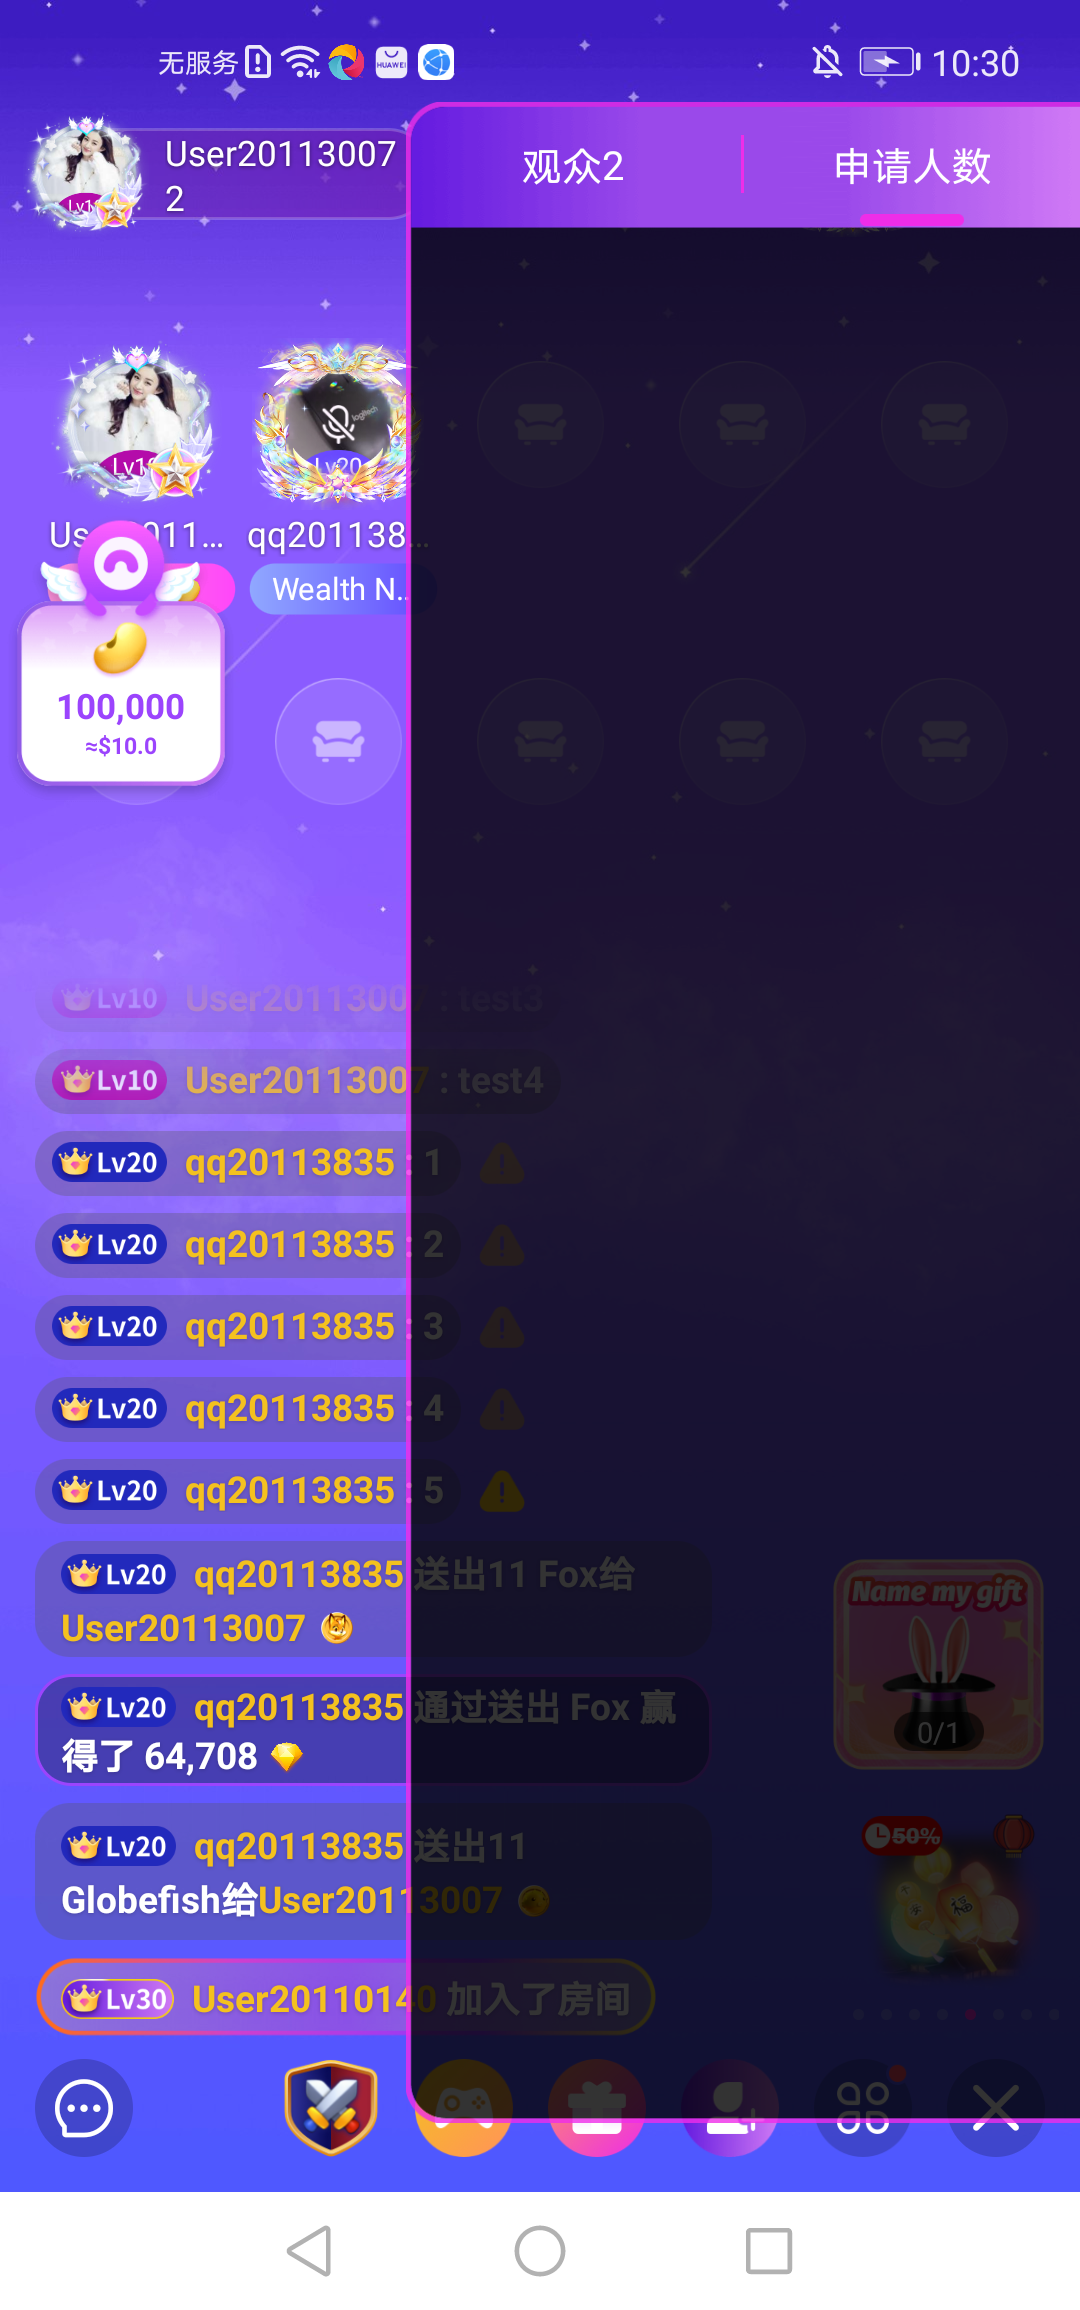 无服务
HUAWEI
10:30
User20113007
2
观众2
申请人数
logitech
Lv20
Us
011...
qq201138...
Wealth N..
100,000
≈$10.0
Lv10 User20113007 : test3
Lv10 User20113007 : test4
Lv20 qq20113835 : 1
Lv20 qq20113835 : 2
Lv20 qq20113835 : 3
Lv20 qq20113835 : 4
Lv20 qq20113835 : 5
Lv20 qq20113835 送出11 Fox给
User20113007
Lv20 qq20113835 通过送出 Fox 赢
得了 64,708
Lv20 qq20113835 送出11
Globefish给User20113007
Lv30 User20110140 加入了房间
Name my gift
0/1
50%
福